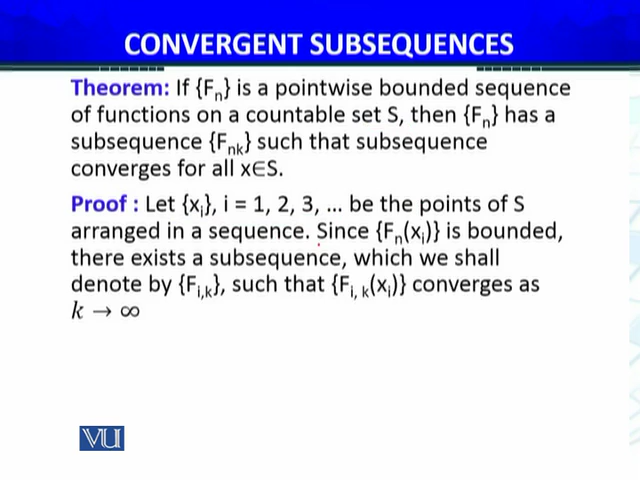 CONVERGENT SUBSEQUENCES
Theorem: If {Fₙ} is a pointwise bounded sequence
of functions on a countable set S, then {Fₙ} has a
subsequence {Fₙₖ} such that subsequence
converges for all x∈S.
Proof : Let {xᵢ}, i = 1, 2, 3, ... be the points of S
arranged in a sequence. Since {Fₙ(xᵢ)} is bounded,
there exists a subsequence, which we shall
denote by {Fᵢ,ₖ}, such that {Fᵢ, ₖ(xᵢ)} converges as
k → ∞
VU